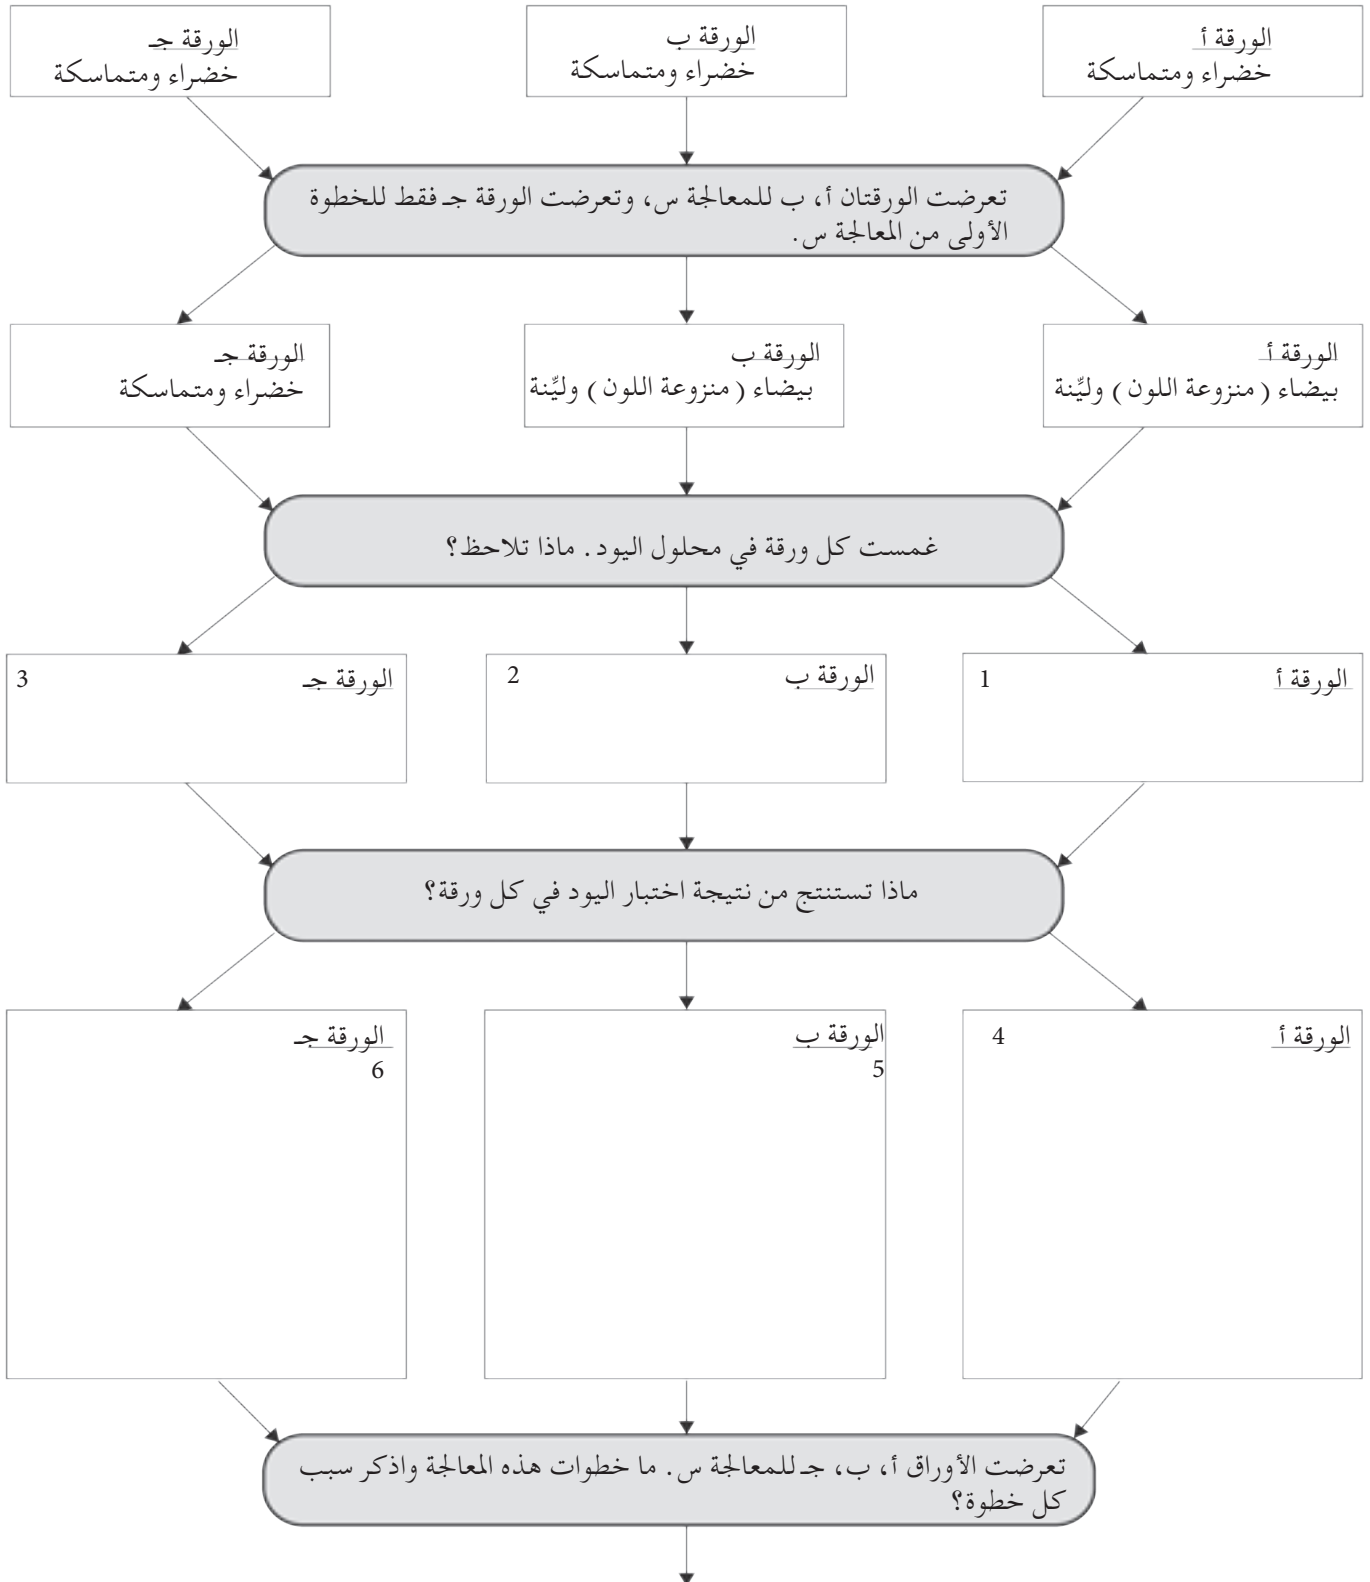 الورقة أ
خضراء ومتماسكة
الورقة ب
خضراء ومتماسكة
الورقة جـ
خضراء ومتماسكة
تعرضت الورقتان أ، ب للمعالجة س، وتعرضت الورقة جـ فقط للخطوة
الأولى من المعالجة س.
الورقة أ
بيضاء (منزوعة اللون) وليِّنة
الورقة ب
بيضاء (منزوعة اللون) وليِّنة
الورقة جـ
خضراء ومتماسكة
غمست كل ورقة في محلول اليود. ماذا تلاحظ؟
الورقة أ 1
الورقة ب 2
الورقة جـ 3
ماذا تستنتج من نتيجة اختبار اليود في كل ورقة؟
الورقة أ 4
الورقة ب
5
الورقة جـ
6
تعرضت الأوراق أ، ب، جـ للمعالجة س. ما خطوات هذه المعالجة واذكر سبب
كل خطوة؟